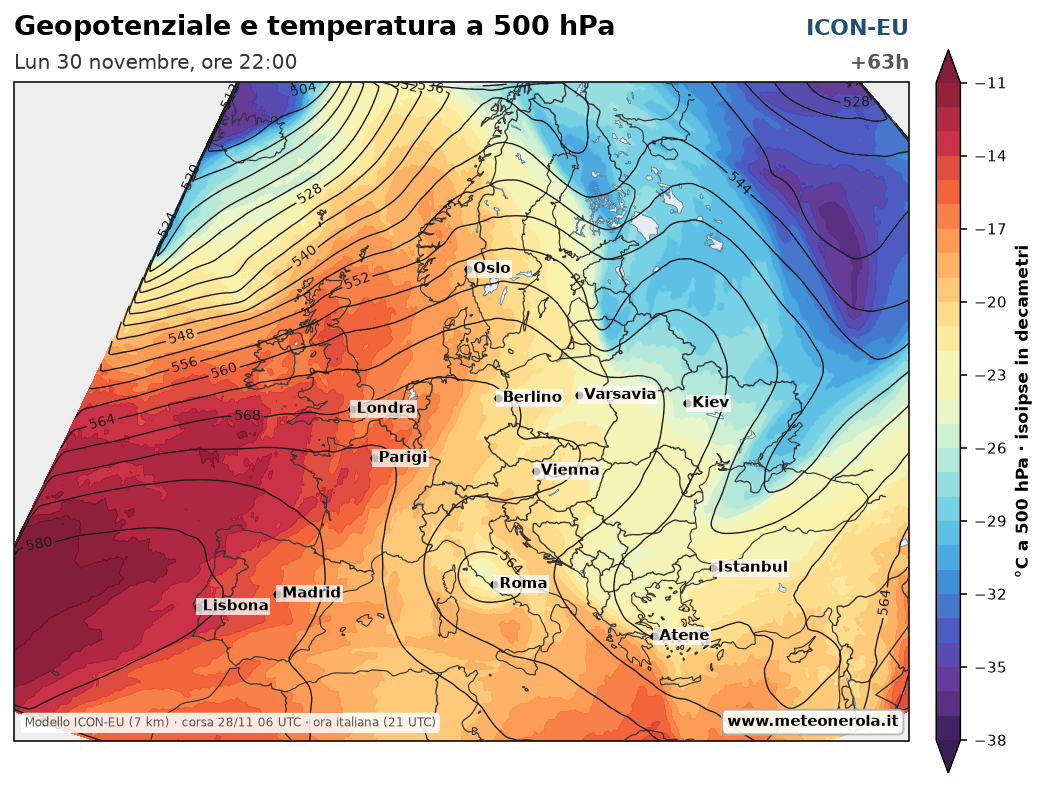 Geopotenziale e temperatura a 500 hPa
ICON-EU
Lun 30 novembre, ore 22:00
+63h
512
504
536
528
520
544
524
528
540
552
548
556
560
564
568
580
564
564
Oslo
Berlino
Varsavia
Kiev
Londra
Parigi
Vienna
Istanbul
Roma
Madrid
Lisbona
Atene
−11
−14
−17
−20
−23
−26
−29
−32
−35
−38
°C a 500 hPa · isoipse in decametri
Modello ICON-EU (7 km) · corsa 28/11 06 UTC · ora italiana (21 UTC)
www.meteonerola.it